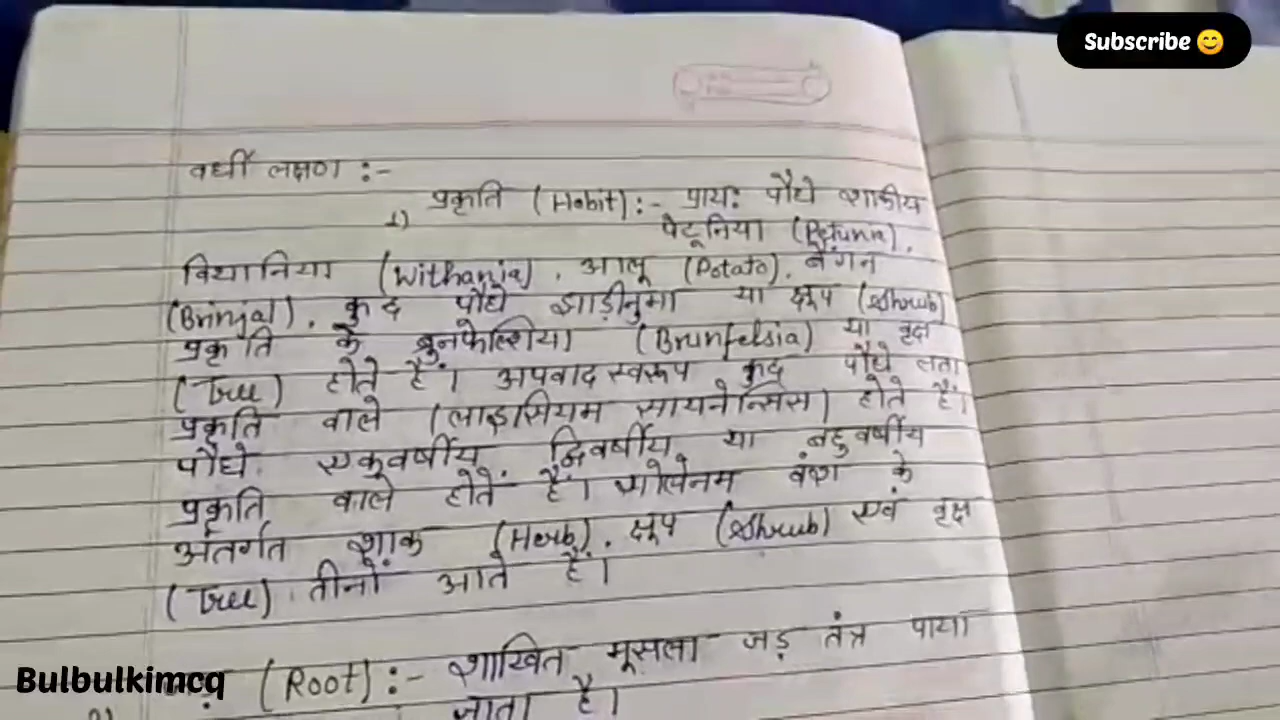 Subscribe 😊
वर्धी लक्षण :-
1) प्रकृति (Habit) :- प्रायः पौधे शाकीय
पेटूनिया (Petunia),
विथानिया (Withania), आलू (Potato), बैंगन
(Brinjal), कुछ पौधे झाड़ीनुमा या क्षूप (Shrub)
प्रकृति के ब्रुनफेल्शिया (Brunfelsia) या वृक्ष
(Tree) होते हैं। अपवाद स्वरूप कुछ पौधे लता
प्रकृति वाले (लाइसियम सायनेन्सिस) होते हैं।
पौधे एकवर्षीय द्विवर्षीय या बहुवर्षीय
प्रकृति वाले होते हैं। सोलेनम वंश के
अंतर्गत शाक (Herb), क्षूप (Shrub) एवं वृक्ष
(Tree) तीनों आते हैं।
(Root) :- शाखित मूसला जड़ तंत्र पाया
जाता है।
Bulbulkimcq